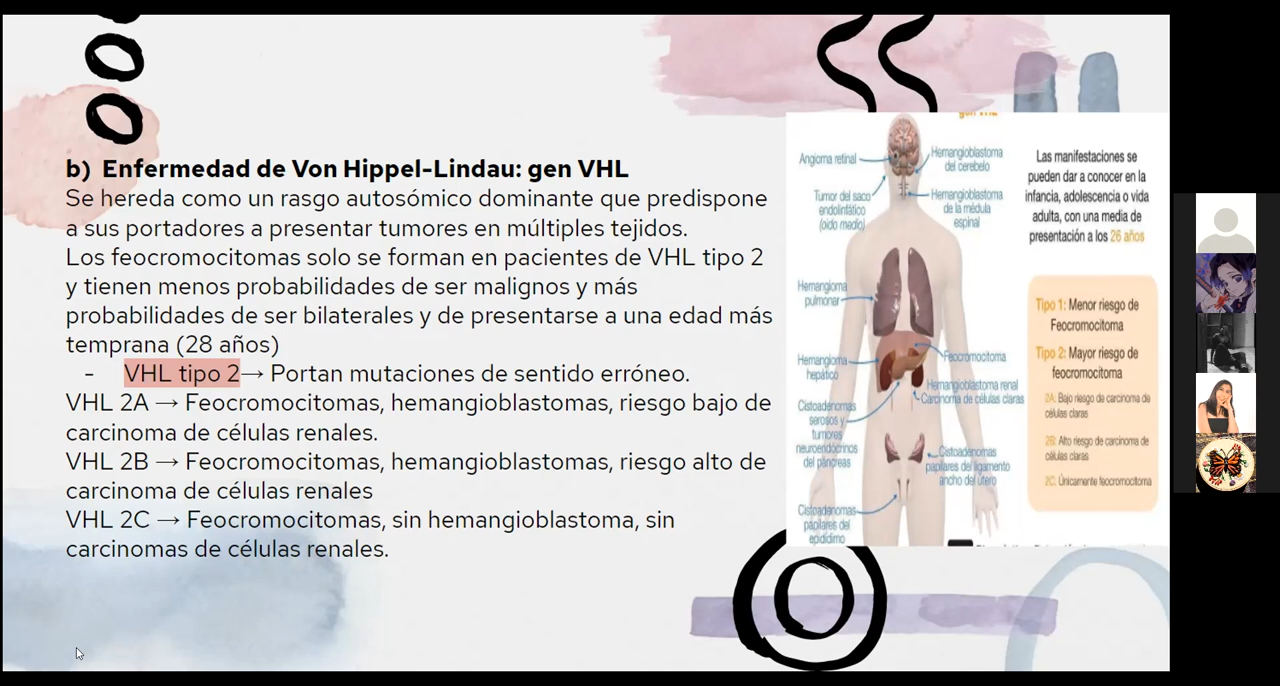 b) Enfermedad de Von Hippel-Lindau: gen VHL
Se hereda como un rasgo autosómico dominante que predispone
a sus portadores a presentar tumores en múltiples tejidos.
Los feocromocitomas solo se forman en pacientes de VHL tipo 2
y tienen menos probabilidades de ser malignos y más
probabilidades de ser bilaterales y de presentarse a una edad más
temprana (28 años)
- VHL tipo 2→ Portan mutaciones de sentido erróneo.
VHL 2A → Feocromocitomas, hemangioblastomas, riesgo bajo de
carcinoma de células renales.
VHL 2B → Feocromocitomas, hemangioblastomas, riesgo alto de
carcinoma de células renales
VHL 2C → Feocromocitomas, sin hemangioblastoma, sin
carcinomas de células renales.
gen VHL
Angioma retinal
Hemangioblastoma
del cerebelo
Tumor del saco
endolinfático
(oído medio)
Hemangioblastoma
de la médula
espinal
Hemangioma
pulmonar
Hemangioma
hepático
Feocromocitoma
Hemangioblastoma renal
Carcinoma de células claras
Cistoadenomas
serosos y
tumores
neuroendócrinos
del páncreas
Cistoadenomas
papilares del ligamento
ancho del útero
Cistoadenomas
papilares del
epidídimo
Las manifestaciones se
pueden dar a conocer en la
infancia, adolescencia o vida
adulta, con una media de
presentación a los 26 años
Tipo 1: Menor riesgo de
Feocromocitoma
Tipo 2: Mayor riesgo de
feocromocitoma
2A: Bajo riesgo de carcinoma de
células claras
2B: Alto riesgo de carcinoma de
células claras
2C: Únicamente feocromocitoma